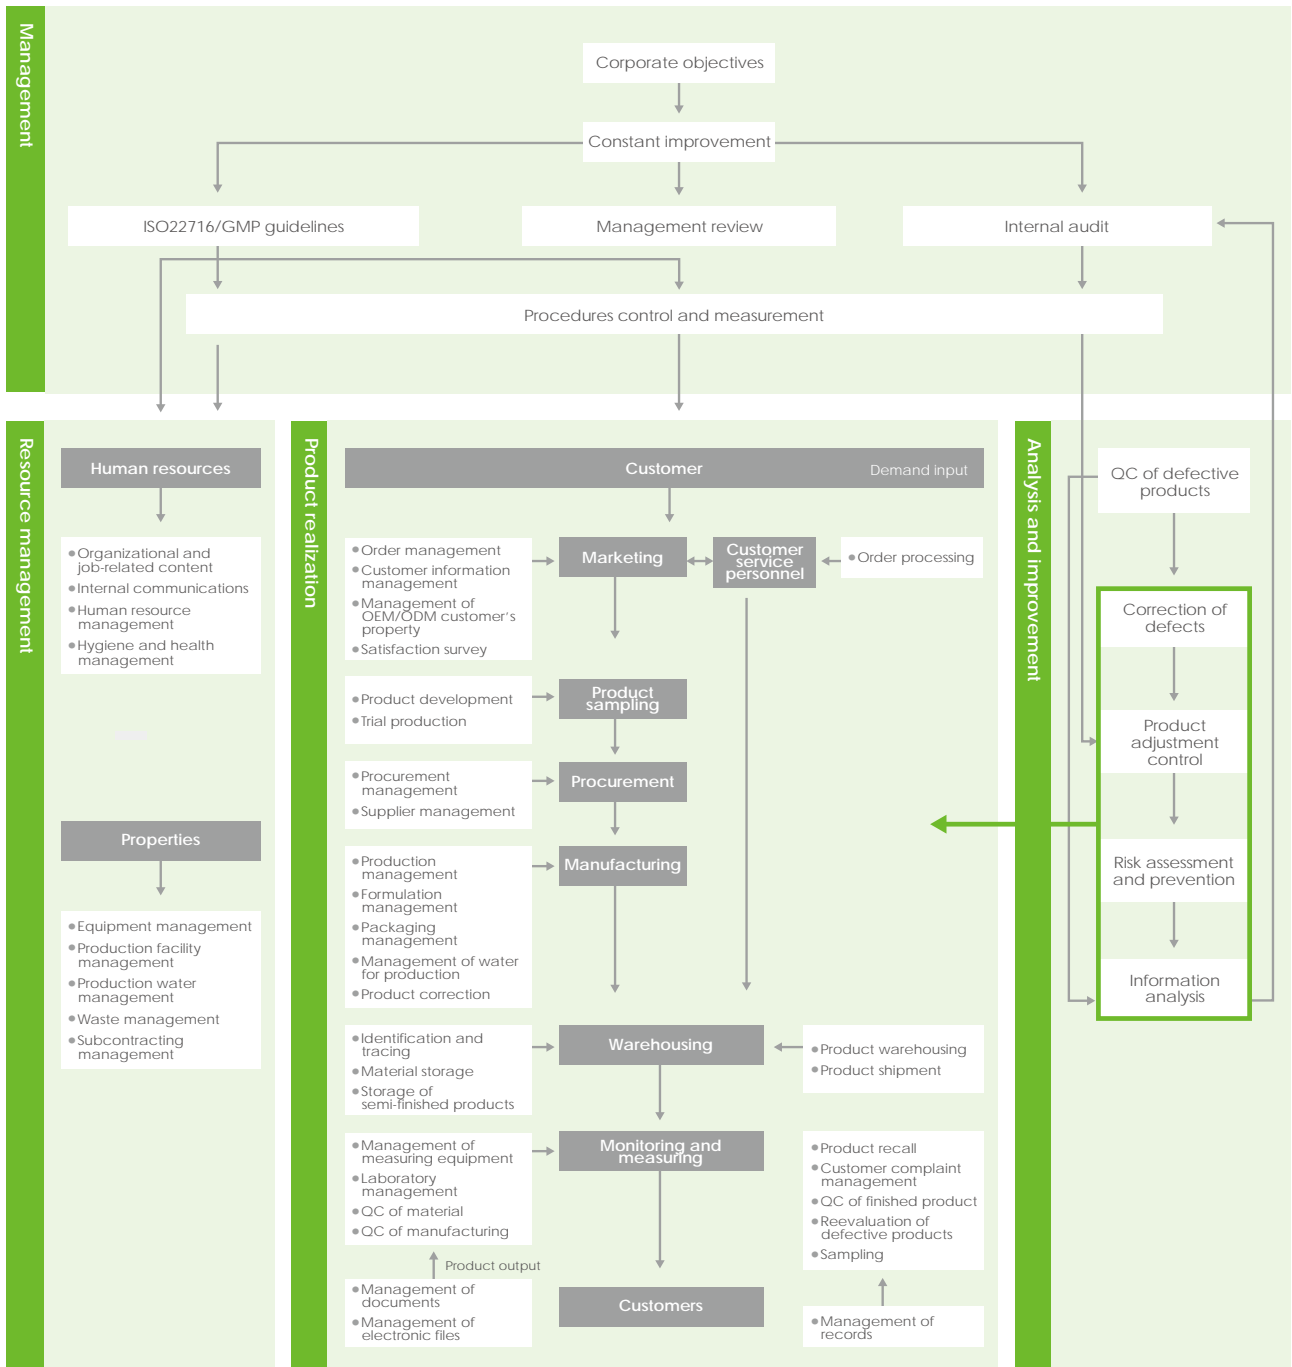 Management
Corporate objectives
Constant improvement
ISO22716/GMP guidelines
Management review
Internal audit
Procedures control and measurement
Resource management
Human resources
•Organizational and
job-related content
•Internal communications
•Human resource
management
•Hygiene and health
management
Properties
•Equipment management
•Production facility
management
•Production water
management
•Waste management
•Subcontracting
management
Product realization
Customer
Demand input
•Order management
•Customer information
management
•Management of
OEM/ODM customer's
property
•Satisfaction survey
Marketing
Customer
service
personnel
•Order processing
•Product development
•Trial production
Product
sampling
•Procurement
management
•Supplier management
Procurement
•Production
management
•Formulation
management
•Packaging
management
•Management of water
for production
•Product correction
Manufacturing
•Identification and
tracing
•Material storage
•Storage of
semi-finished products
Warehousing
•Product warehousing
•Product shipment
•Management of
measuring equipment
•Laboratory
management
•QC of material
•QC of manufacturing
Monitoring and
measuring
•Product recall
•Customer complaint
management
•QC of finished product
•Reevaluation of
defective products
•Sampling
Product output
•Management of
documents
•Management of
electronic files
Customers
•Management of
records
Analysis and improvement
QC of defective
products
Correction of
defects
Product
adjustment
control
Risk assessment
and prevention
Information
analysis